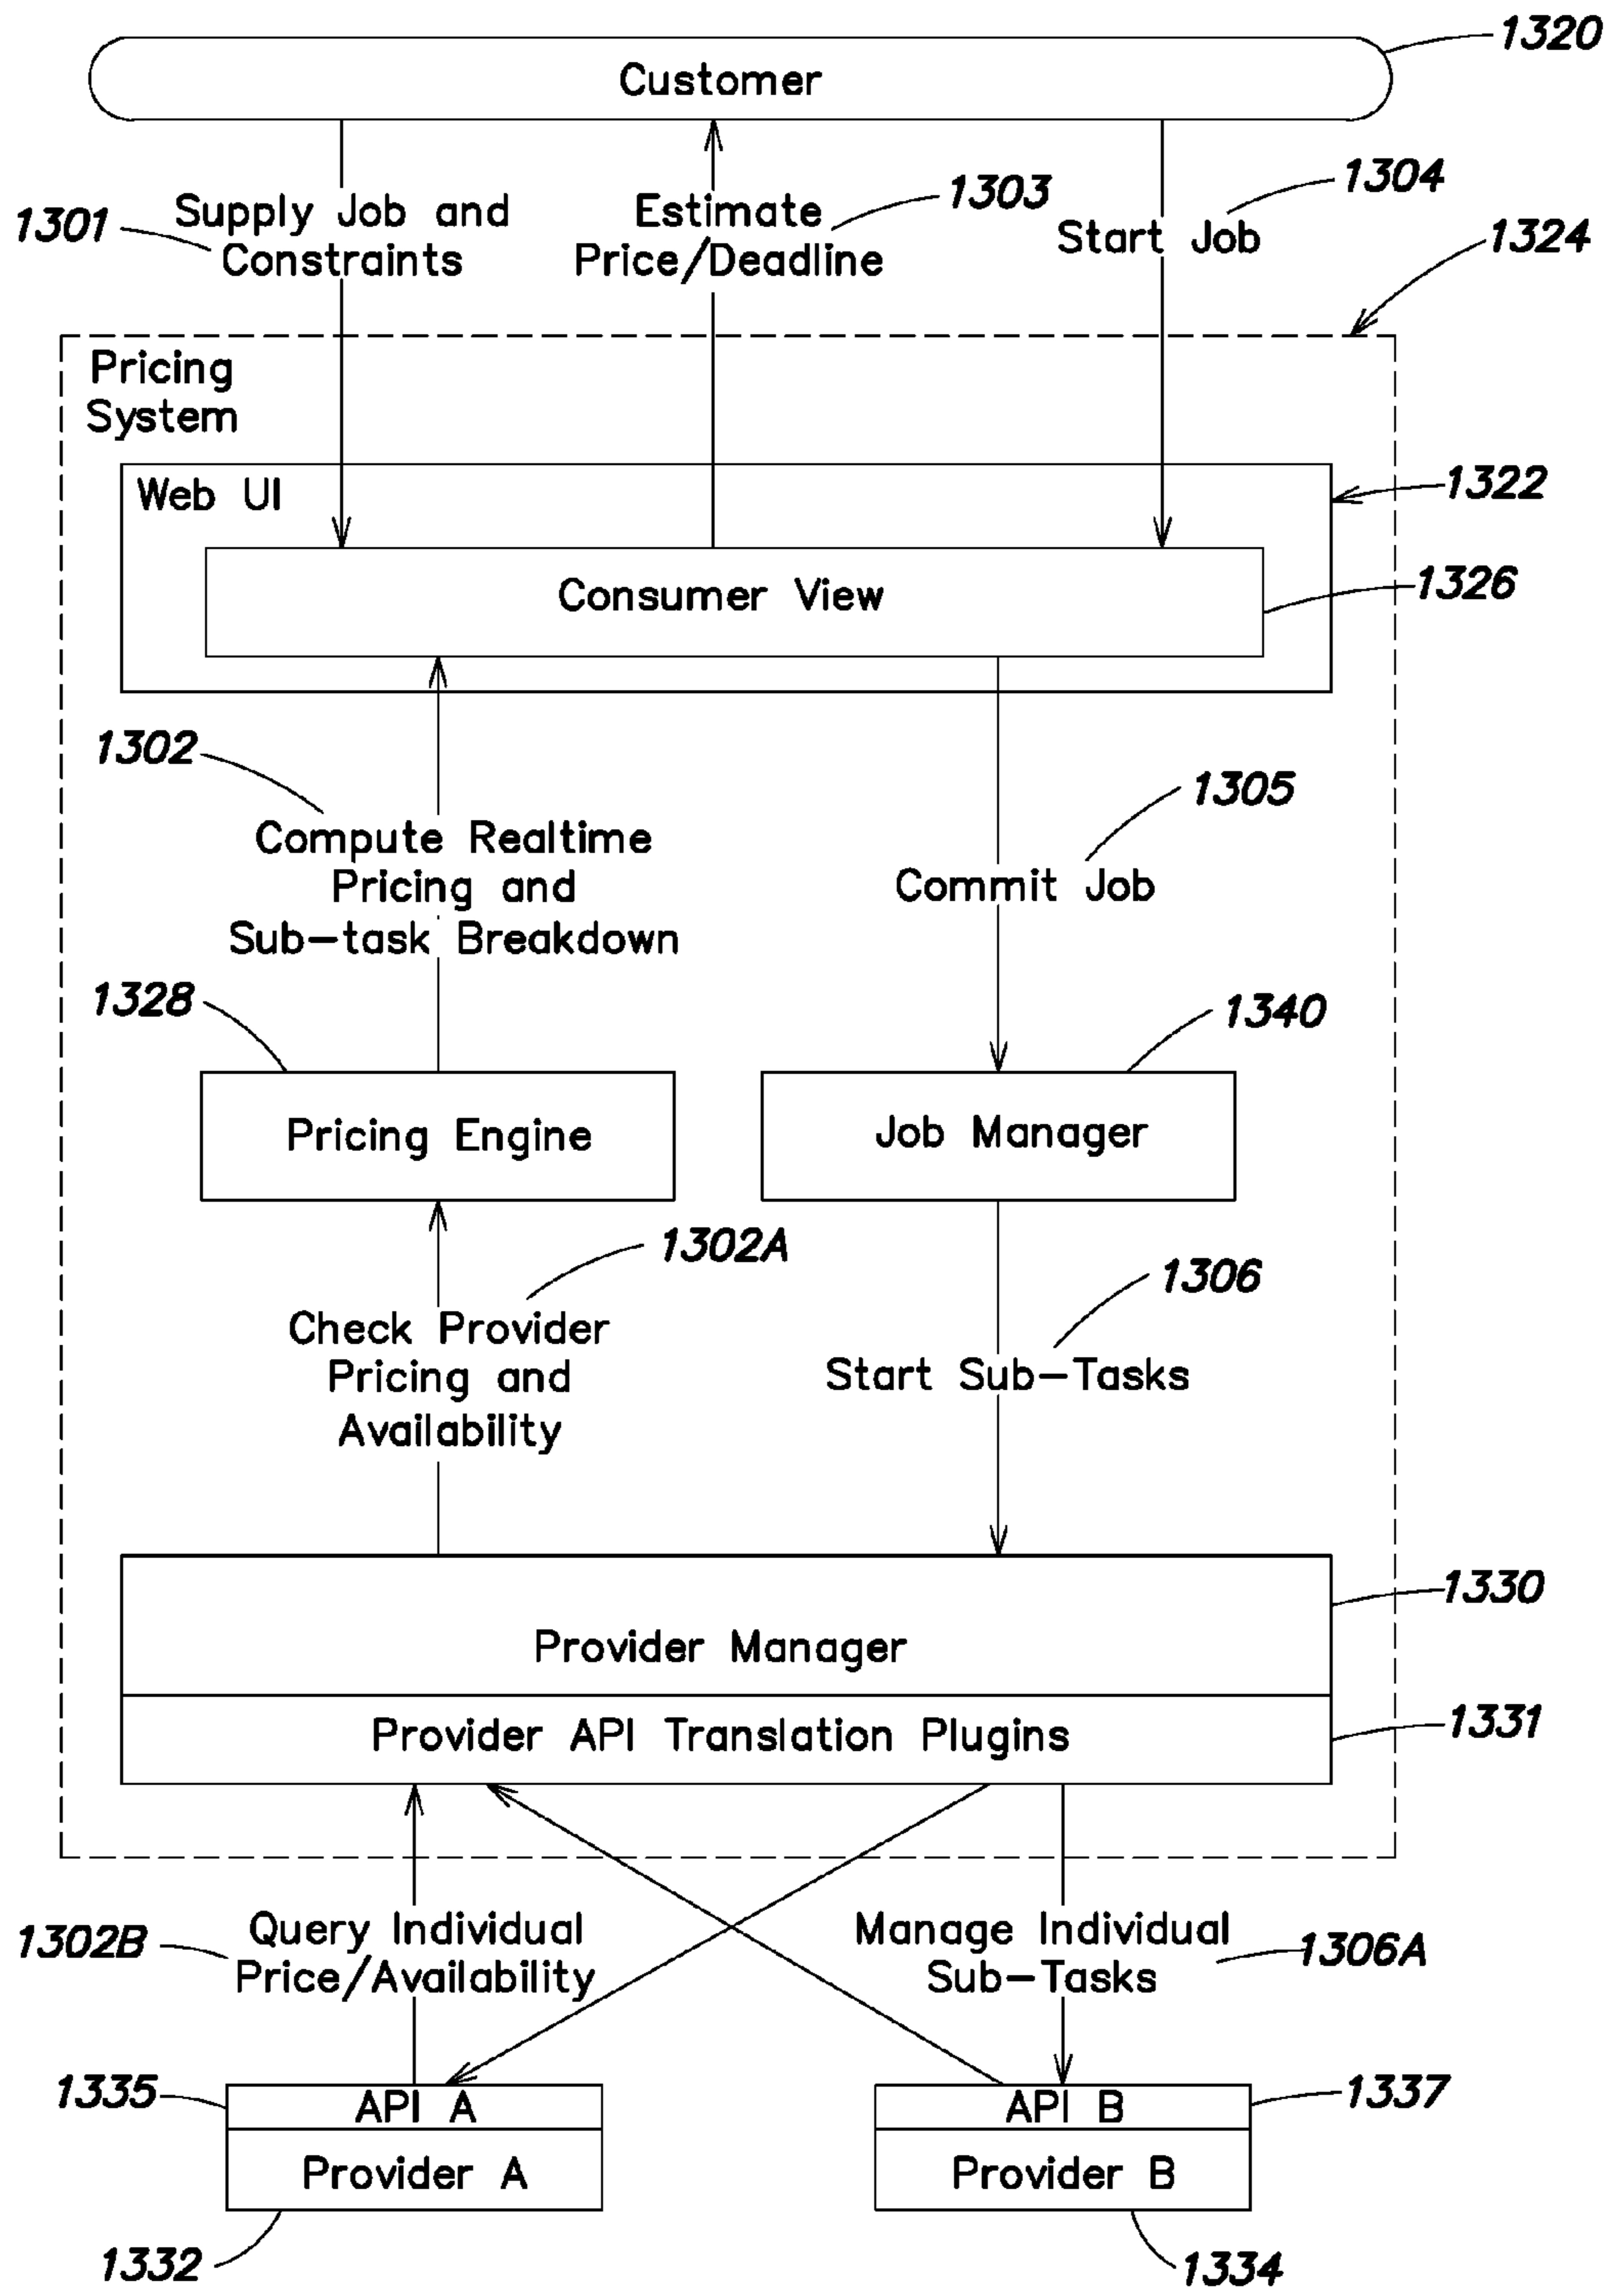 1320
Customer
1304
1303
1301
Supply Job and
Constraints
Estimate
Price/Deadline
Start Job
1324
Pricing
System
Web UI
1322
Consumer View
1326
1302
1305
Compute Realtime
Pricing and
Sub-task Breakdown
Commit Job
1328
1340
Pricing Engine
Job Manager
1302A
1306
Check Provider
Pricing and
Availability
Start Sub-Tasks
1330
Provider Manager
1331
Provider API Translation Plugins
1302B
Query Individual
Price/Availability
Manage Individual
Sub-Tasks
1306A
1335
API A
API B
1337
Provider A
Provider B
1332
1334